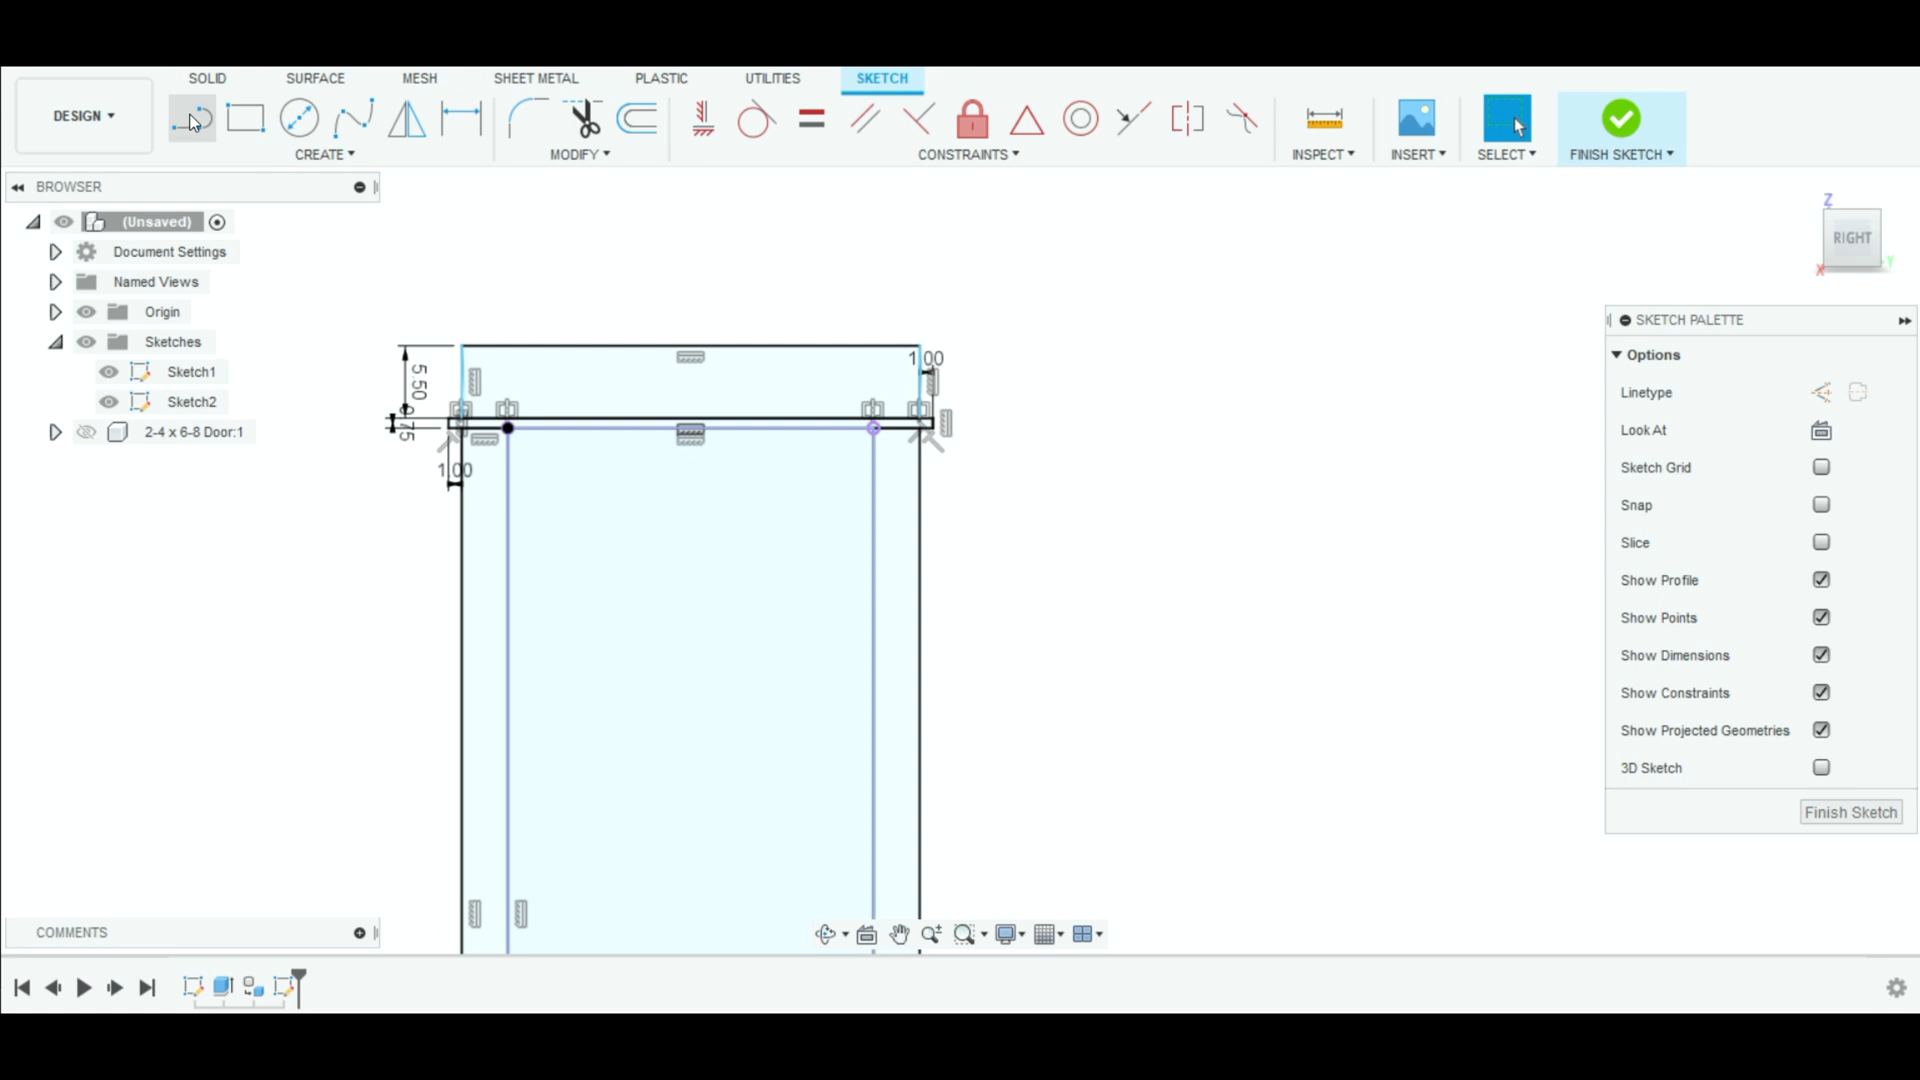 SOLID SURFACE MESH SHEET METAL PLASTIC UTILITIES SKETCH
DESIGN
CREATE MODIFY CONSTRAINTS INSPECT INSERT SELECT FINISH SKETCH
BROWSER
(Unsaved)
Document Settings
Named Views
Origin
Sketches
Sketch1
Sketch2
2-4 x 6-8 Door:1
5.50
0.75
1.00
1.00
Z
RIGHT
X
Y
SKETCH PALETTE
Options
Linetype
Look At
Sketch Grid
Snap
Slice
Show Profile
Show Points
Show Dimensions
Show Constraints
Show Projected Geometries
3D Sketch
Finish Sketch
COMMENTS